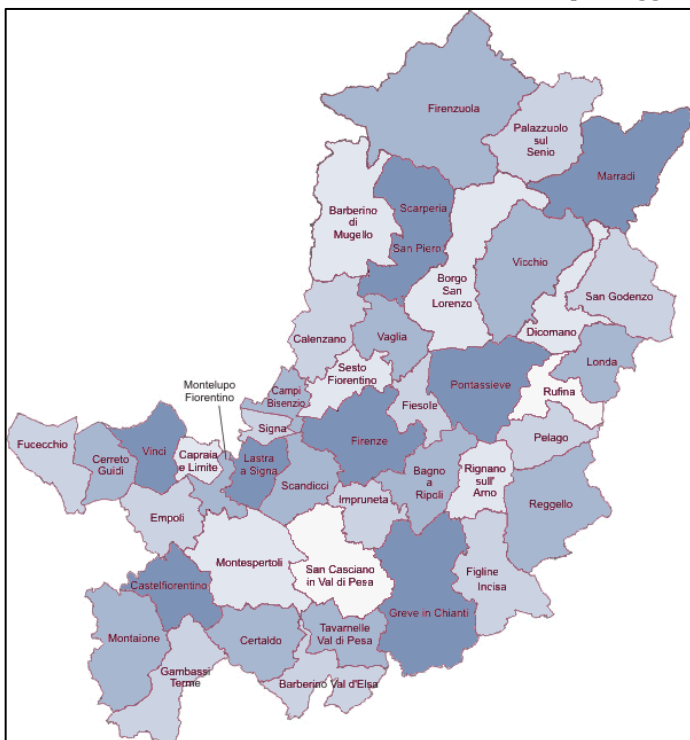 Firenzuola
Palazzuolo
sul
Senio
Marradi
Barberino
di
Mugello
Scarperia
San Piero
Borgo
San
Lorenzo
Vicchio
San Godenzo
Dicomano
Calenzano
Vaglia
Londa
Sesto
Fiorentino
Pontassieve
Rufina
Montelupo
Fiorentino
Campi
Bisenzio
Fiesole
Signa
Firenze
Pelago
Fucecchio
Cerreto
Guidi
Vinci
Capraia
e Limite
Lastra
a Signa
Scandicci
Bagno
a
Ripoli
Rignano
sull'
Arno
Reggello
Empoli
Impruneta
Montespertoli
San Casciano
in Val di Pesa
Figline
Incisa
Castelfiorentino
Greve in Chianti
Montaione
Certaldo
Tavarnelle
Val di Pesa
Gambassi
Terme
Barberino Val d'Elsa